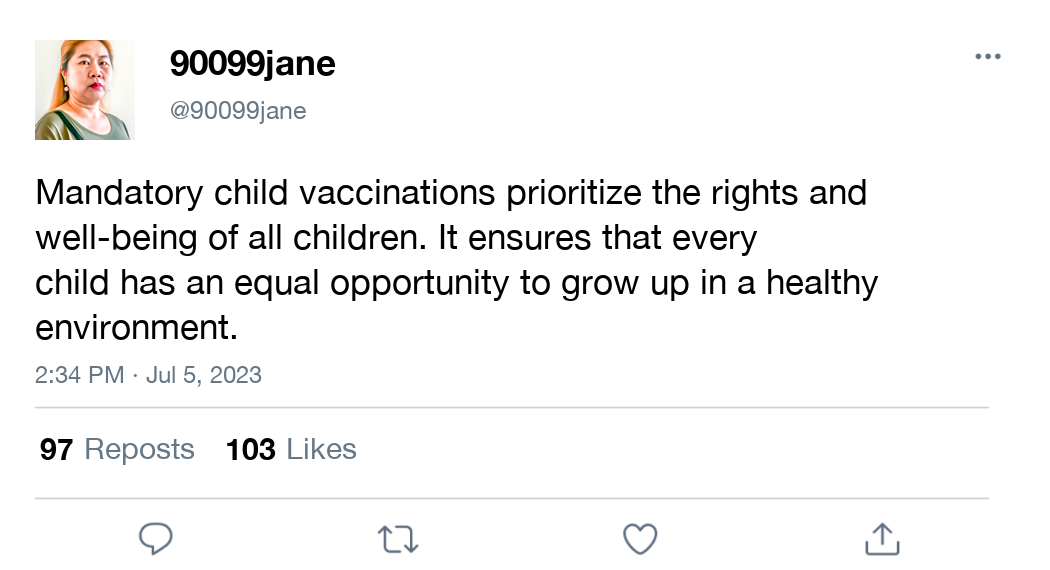 90099jane
@90099jane
Mandatory child vaccinations prioritize the rights and
well-being of all children. It ensures that every
child has an equal opportunity to grow up in a healthy
environment.
2:34 PM · Jul 5, 2023
97 Reposts 103 Likes